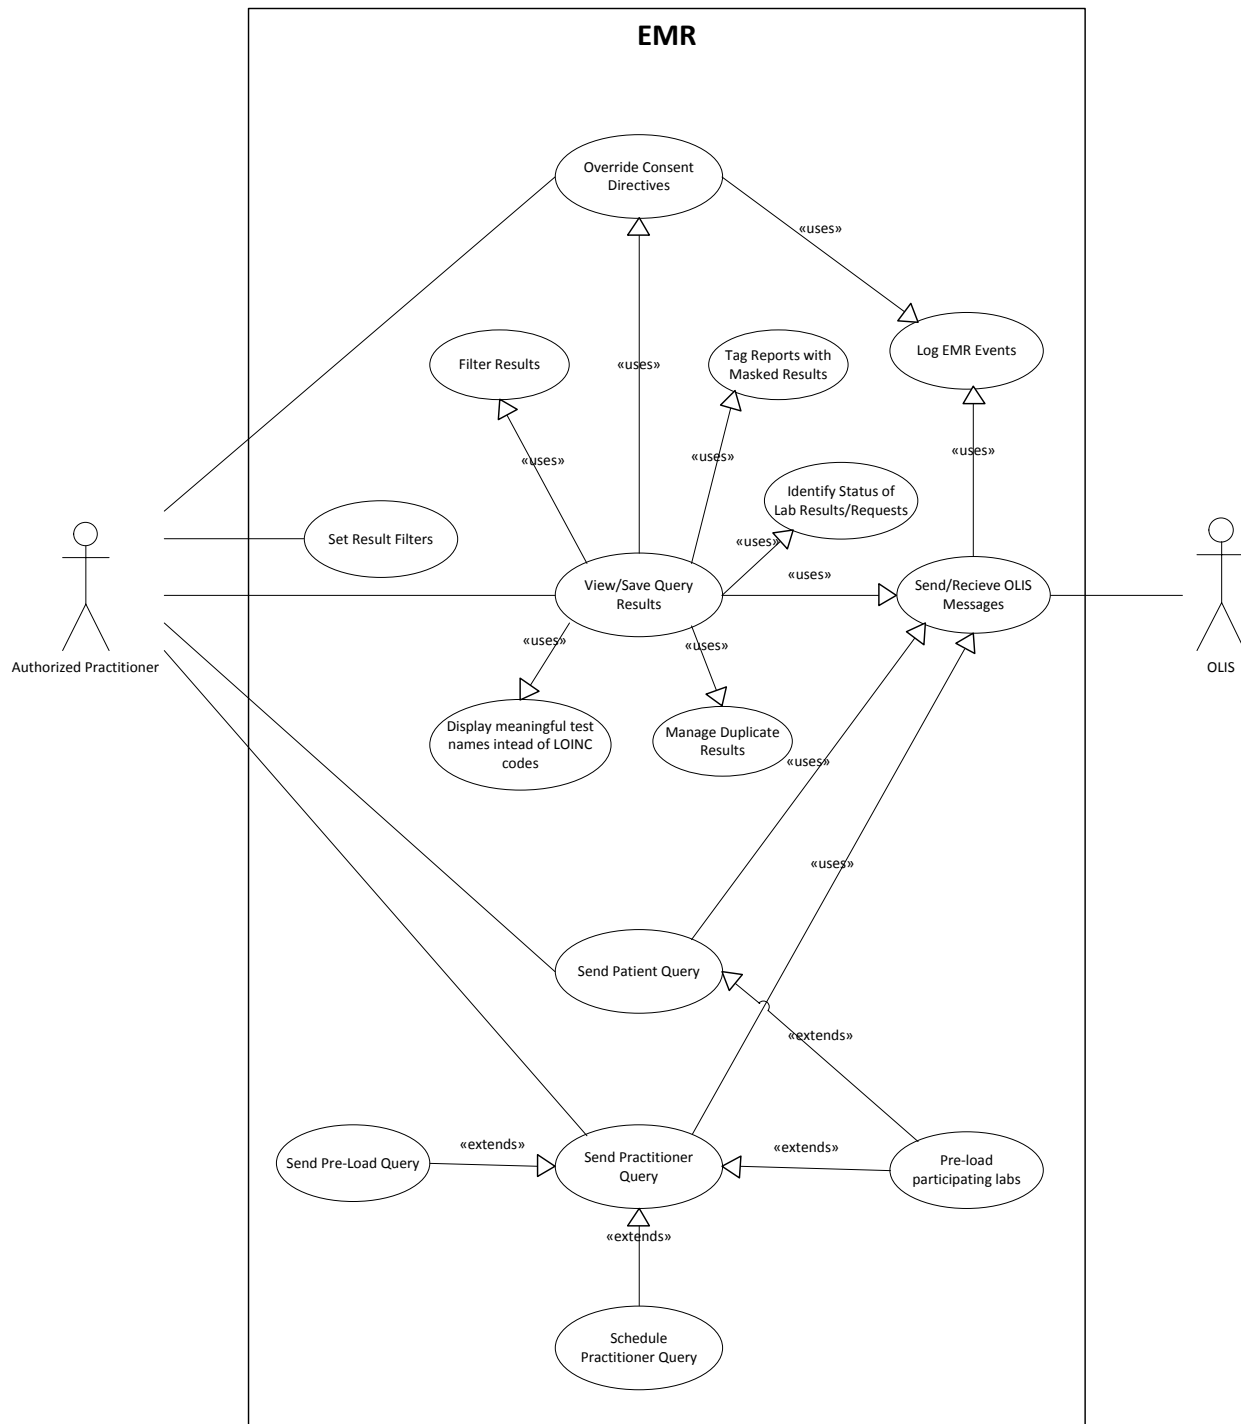 EMR
Override Consent
Directives
«uses»
Log EMR Events
Filter Results
«uses»
Tag Reports with
Masked Results
«uses»
«uses»
«uses»
Identify Status of
Lab Results/Requests
Set Result Filters
«uses»
«uses»
View/Save Query
Results
Send/Recieve OLIS
Messages
Authorized Practitioner
OLIS
«uses»
«uses»
Display meaningful test
names intead of LOINC
codes
Manage Duplicate
Results
«uses»
«uses»
Send Patient Query
«extends»
«extends»
«extends»
Send Pre-Load Query
Send Practitioner
Query
Pre-load
participating labs
«extends»
Schedule
Practitioner Query